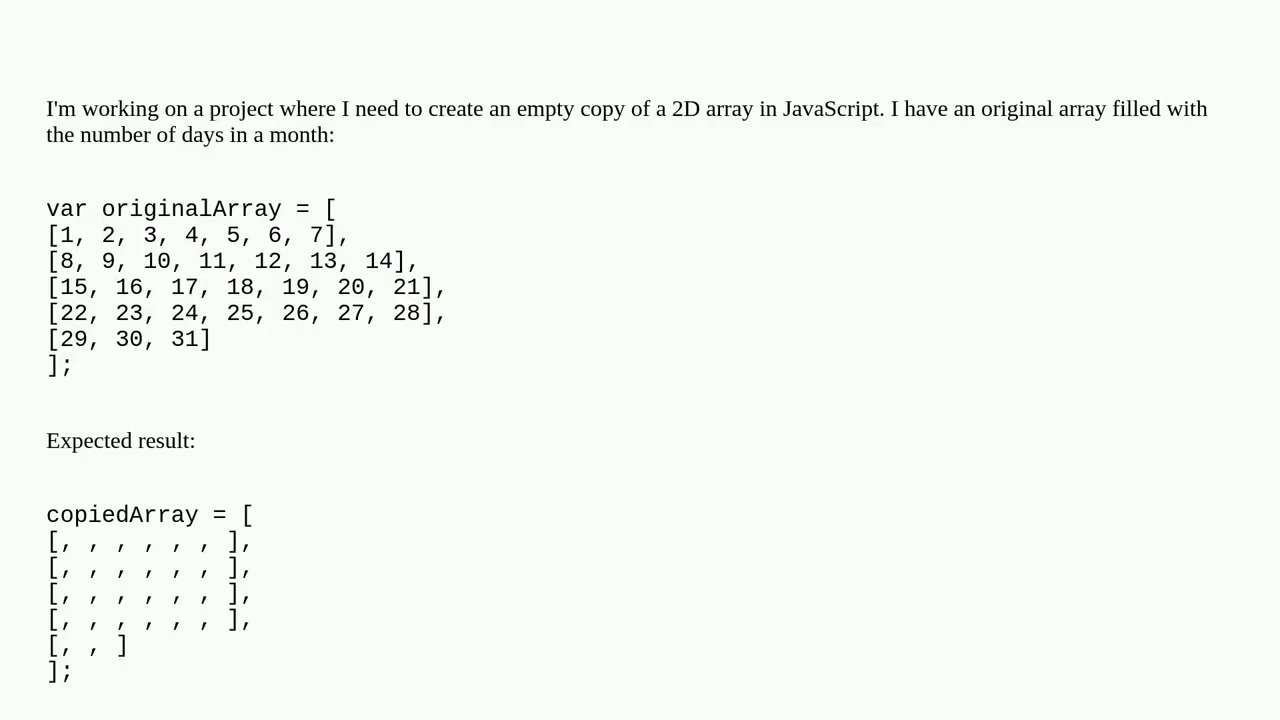 I'm working on a project where I need to create an empty copy of a 2D array in JavaScript. I have an original array filled with
the number of days in a month:
var originalArray = [
[1, 2, 3, 4, 5, 6, 7],
[8, 9, 10, 11, 12, 13, 14],
[15, 16, 17, 18, 19, 20, 21],
[22, 23, 24, 25, 26, 27, 28],
[29, 30, 31]
];
Expected result:
copiedArray = [
[, , , , , , ],
[, , , , , , ],
[, , , , , , ],
[, , , , , , ],
[, , ]
];